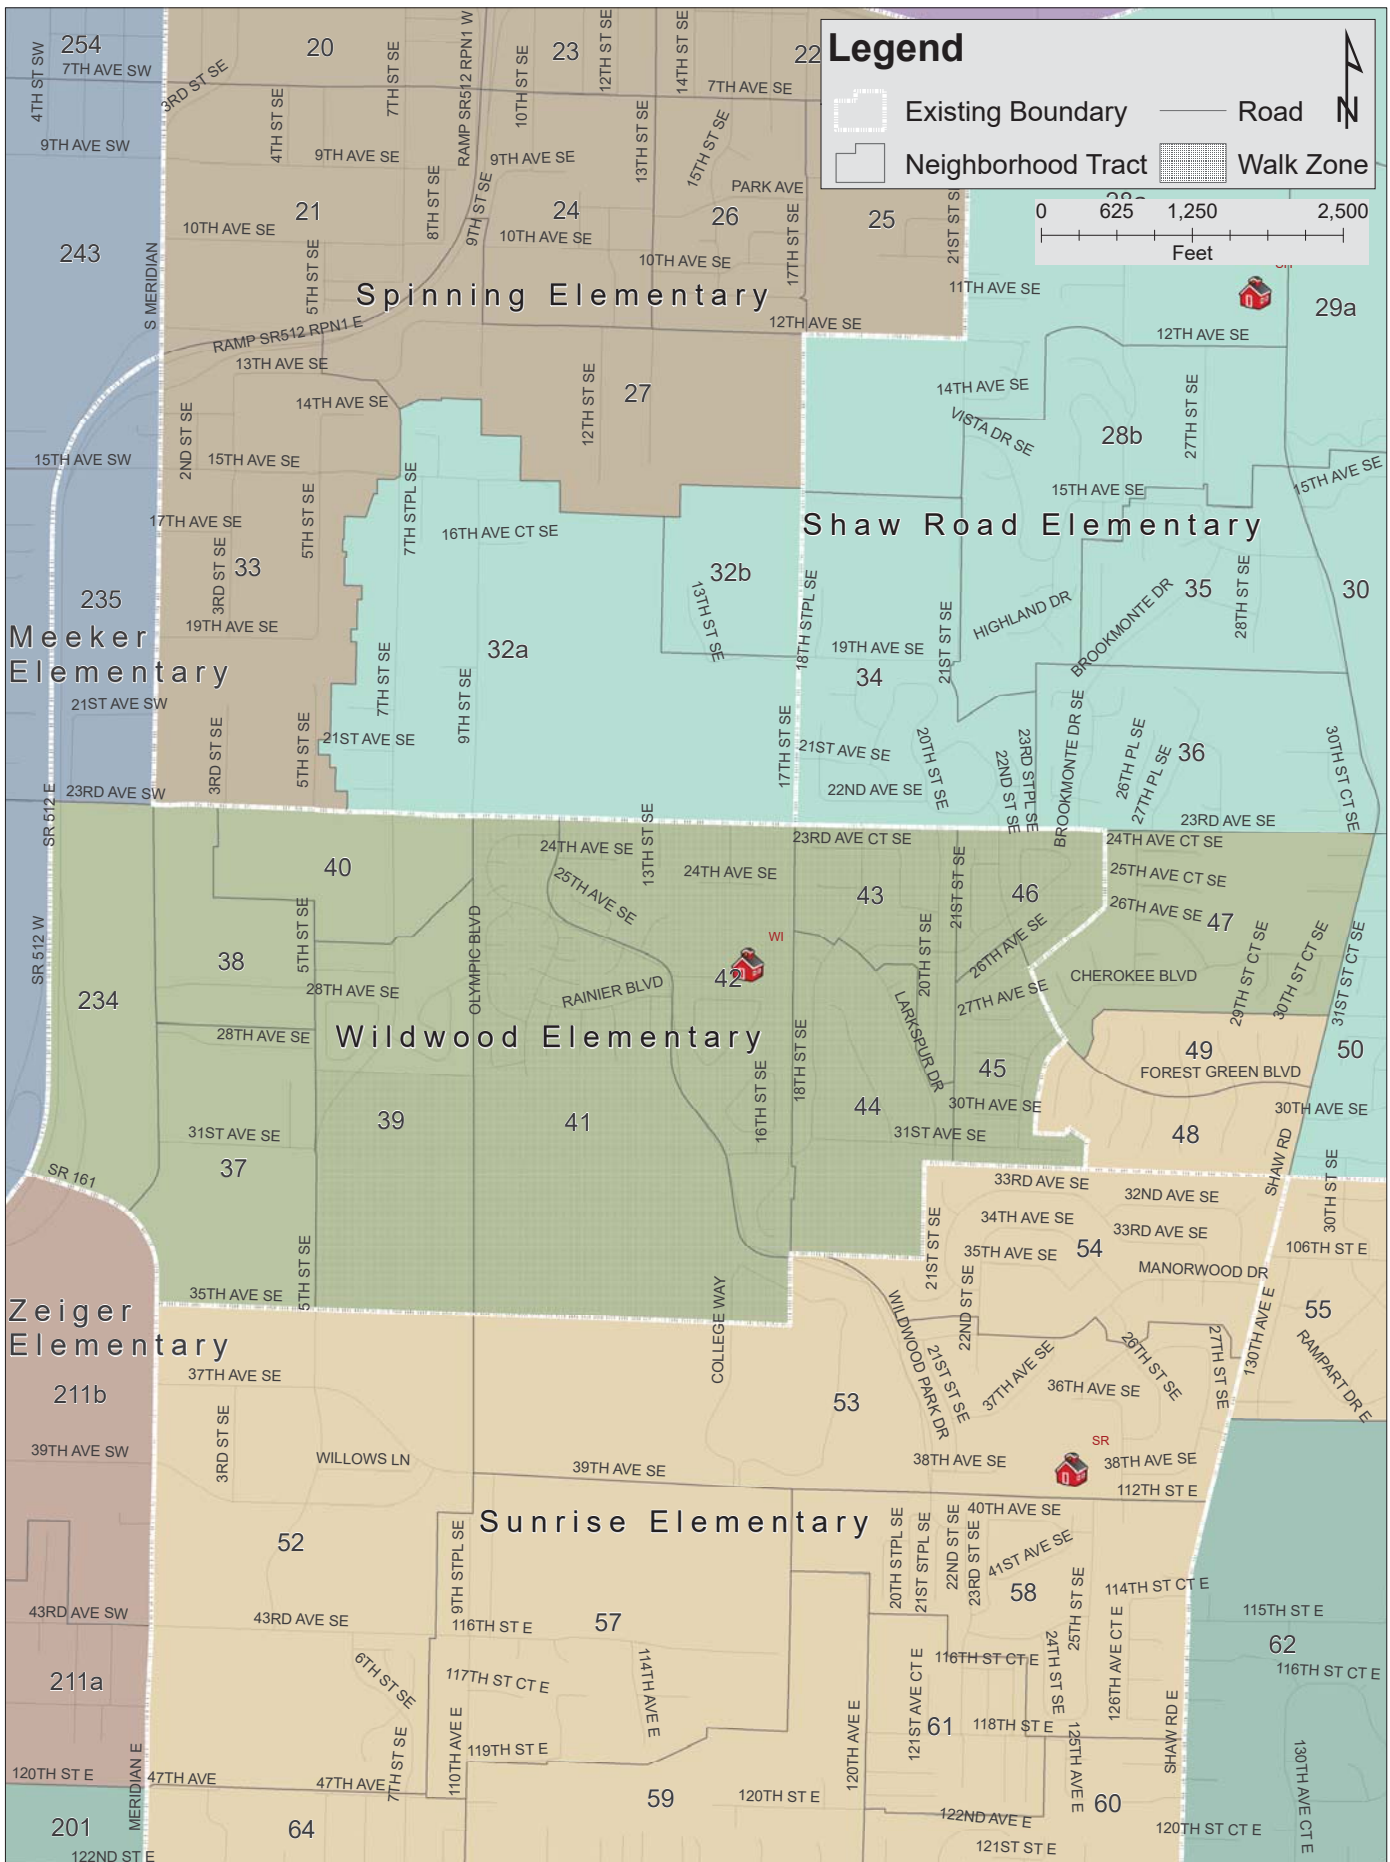 254
20
23
22
Legend
4TH ST SW
7TH AVE SW
3RD ST SE
7TH ST SE
RAMP SR512 RPN1 W
10TH ST SE
12TH ST SE
14TH ST SE
7TH AVE SE
Existing Boundary
Road
N
Neighborhood Tract
Walk Zone
9TH AVE SW
4TH ST SE
9TH AVE SE
9TH AVE SE
13TH ST SE
15TH ST SE
PARK AVE
8TH ST SE
9TH ST SE
243
21
24
26
25
10TH AVE SE
10TH AVE SE
10TH AVE SE
17TH ST SE
21ST ST SE
0
625
1,250
2,500
Feet
S MERIDIAN
5TH ST SE
Spinning Elementary
11TH AVE SE
29a
RAMP SR512 RPN1 E
12TH AVE SE
12TH AVE SE
13TH AVE SE
14TH AVE SE
27
12TH ST SE
14TH AVE SE
VISTA DR SE
28b
27TH ST SE
2ND ST SE
15TH AVE SW
15TH AVE SE
15TH AVE SE
15TH AVE SE
7TH STPL SE
17TH AVE SE
5TH ST SE
16TH AVE CT SE
Shaw Road Elementary
33
3RD ST SE
32b
13TH ST SE
18TH STPL SE
35
28TH ST SE
30
235
Meeker
Elementary
19TH AVE SE
32a
19TH AVE SE
34
21ST ST SE
HIGHLAND DR
BROOKMONTE DR
7TH ST SE
9TH ST SE
21ST AVE SW
3RD ST SE
5TH ST SE
21ST AVE SE
17TH ST SE
21ST AVE SE
22ND AVE SE
20TH ST SE
22ND ST SE
23RD STPL SE
BROOKMONTE DR SE
26TH PL SE
27TH PL SE
36
30TH ST CT SE
23RD AVE SW
SR 512 E
13TH ST SE
23RD AVE CT SE
23RD AVE SE
24TH AVE CT SE
40
24TH AVE SE
25TH AVE SE
24TH AVE SE
43
21ST ST SE
46
25TH AVE CT SE
26TH AVE SE
47
SR 512 W
38
5TH ST SE
OLYMPIC BLVD
WI
42
20TH ST SE
26TH AVE SE
CHEROKEE BLVD
29TH ST CT SE
30TH ST CT SE
31ST ST CT SE
234
28TH AVE SE
RAINIER BLVD
LARKSPUR DR
27TH AVE SE
28TH AVE SE
Wildwood Elementary
18TH ST SE
16TH ST SE
45
49
50
FOREST GREEN BLVD
39
41
44
30TH AVE SE
30TH AVE SE
31ST AVE SE
31ST AVE SE
48
37
SR 161
SHAW RD
33RD AVE SE
32ND AVE SE
30TH ST SE
34TH AVE SE
33RD AVE SE
54
35TH AVE SE
106TH ST E
MANORWOOD DR
21ST ST SE
5TH ST SE
35TH AVE SE
COLLEGE WAY
WILDWOOD PARK DR
22ND ST SE
130TH AVE E
55
Zeiger
Elementary
RAMPART DR E
26TH ST SE
27TH ST SE
37TH AVE SE
21ST ST SE
37TH AVE SE
36TH AVE SE
211b
53
3RD ST SE
39TH AVE SW
WILLOWS LN
39TH AVE SE
38TH AVE SE
SR
38TH AVE SE
112TH ST E
Sunrise Elementary
40TH AVE SE
52
9TH STPL SE
20TH STPL SE
21ST STPL SE
22ND ST SE
23RD ST SE
41ST AVE SE
58
25TH ST SE
114TH ST CT E
43RD AVE SW
43RD AVE SE
116TH ST E
57
115TH ST E
62
6TH ST SE
117TH ST CT E
114TH AVE E
116TH ST CT E
24TH ST SE
126TH AVE CT E
116TH ST CT E
211a
110TH AVE E
120TH AVE E
121ST AVE CT E
61
118TH ST E
SHAW RD E
119TH ST E
7TH ST SE
125TH AVE E
130TH AVE CT E
120TH ST E
MERIDIAN E
47TH AVE
47TH AVE
59
120TH ST E
122ND AVE E
60
201
64
120TH ST CT E
121ST ST E
122ND ST E